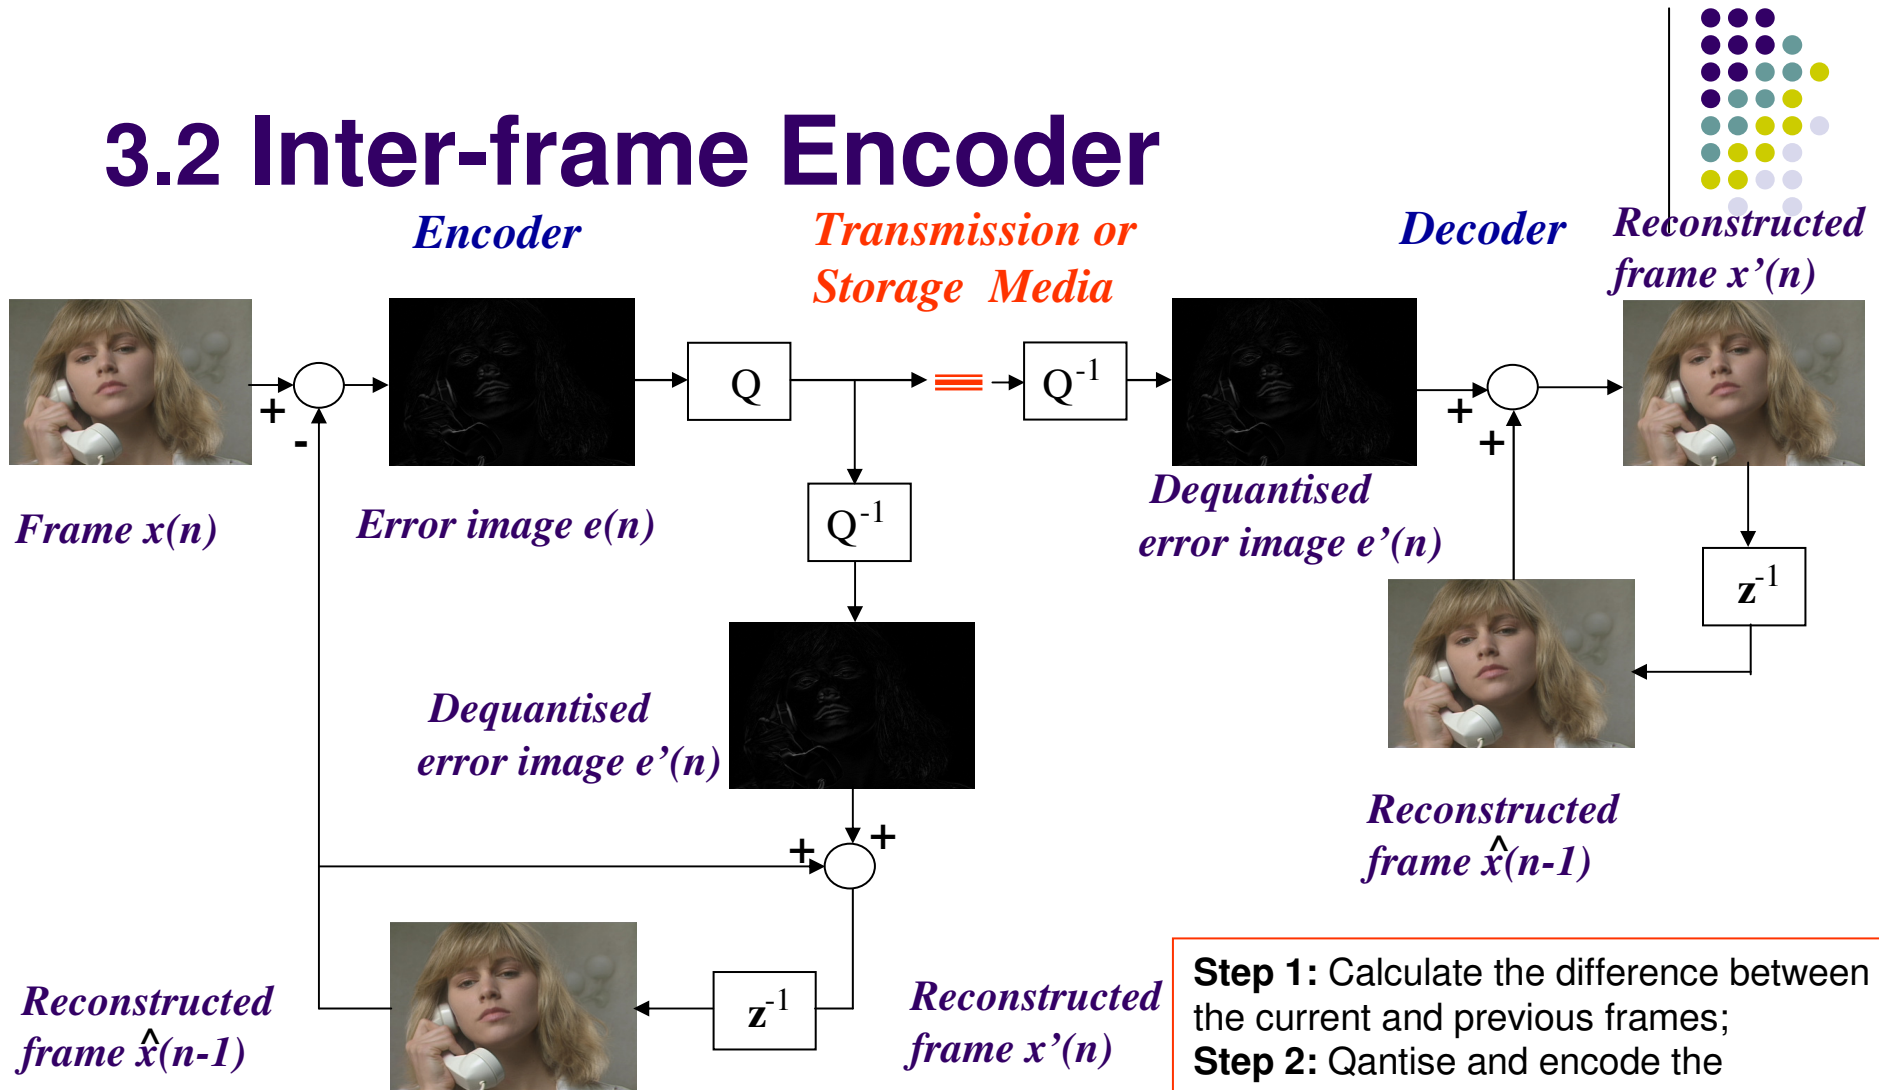 3.2 Inter-frame Encoder
Encoder
Transmission or
Storage Media
Decoder
Reconstructed
frame x’(n)
+
-
Q
Q-1
+
+
Frame x(n)
Error image e(n)
Q-1
Dequantised
error image e’(n)
z-1
Dequantised
error image e’(n)
+
+
Reconstructed
frame x̂(n-1)
Reconstructed
frame x̂(n-1)
z-1
Reconstructed
frame x’(n)
Step 1: Calculate the difference between
the current and previous frames;
Step 2: Qantise and encode the